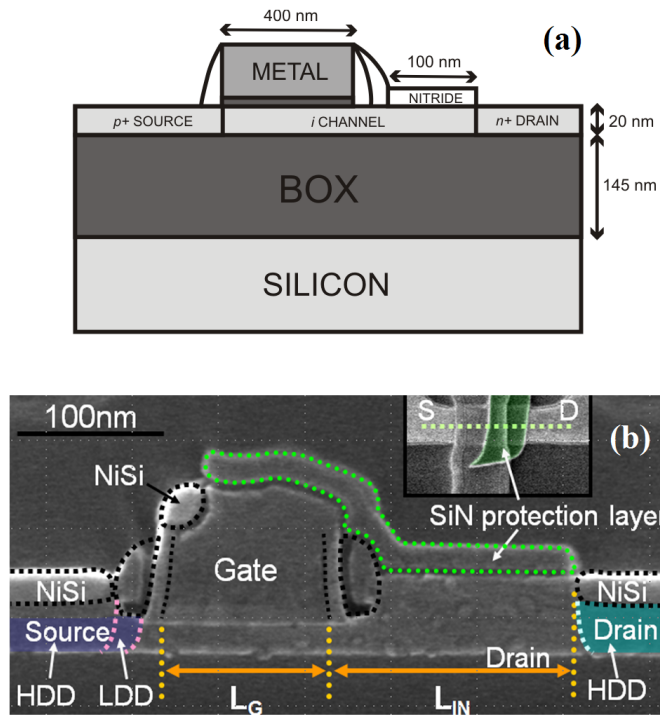 400 nm
(a)
METAL
100 nm
NITRIDE
p+ SOURCE
i CHANNEL
n+ DRAIN
20 nm
BOX
145 nm
SILICON
100nm
S
D
(b)
NiSi
SiN protection layer
Gate
NiSi
NiSi
Source
Drain
Drain
HDD
LDD
HDD
L_G
L_IN